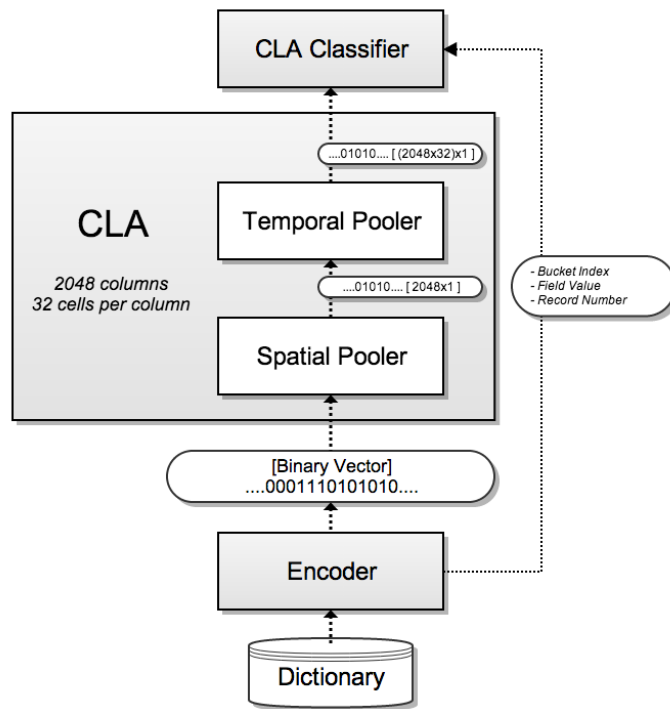 CLA Classifier
....01010.... [ (2048x32)x1 ]
Temporal Pooler
CLA
2048 columns
32 cells per column
....01010.... [ 2048x1 ]
- Bucket Index
- Field Value
- Record Number
Spatial Pooler
[Binary Vector]
....0001110101010....
Encoder
Dictionary